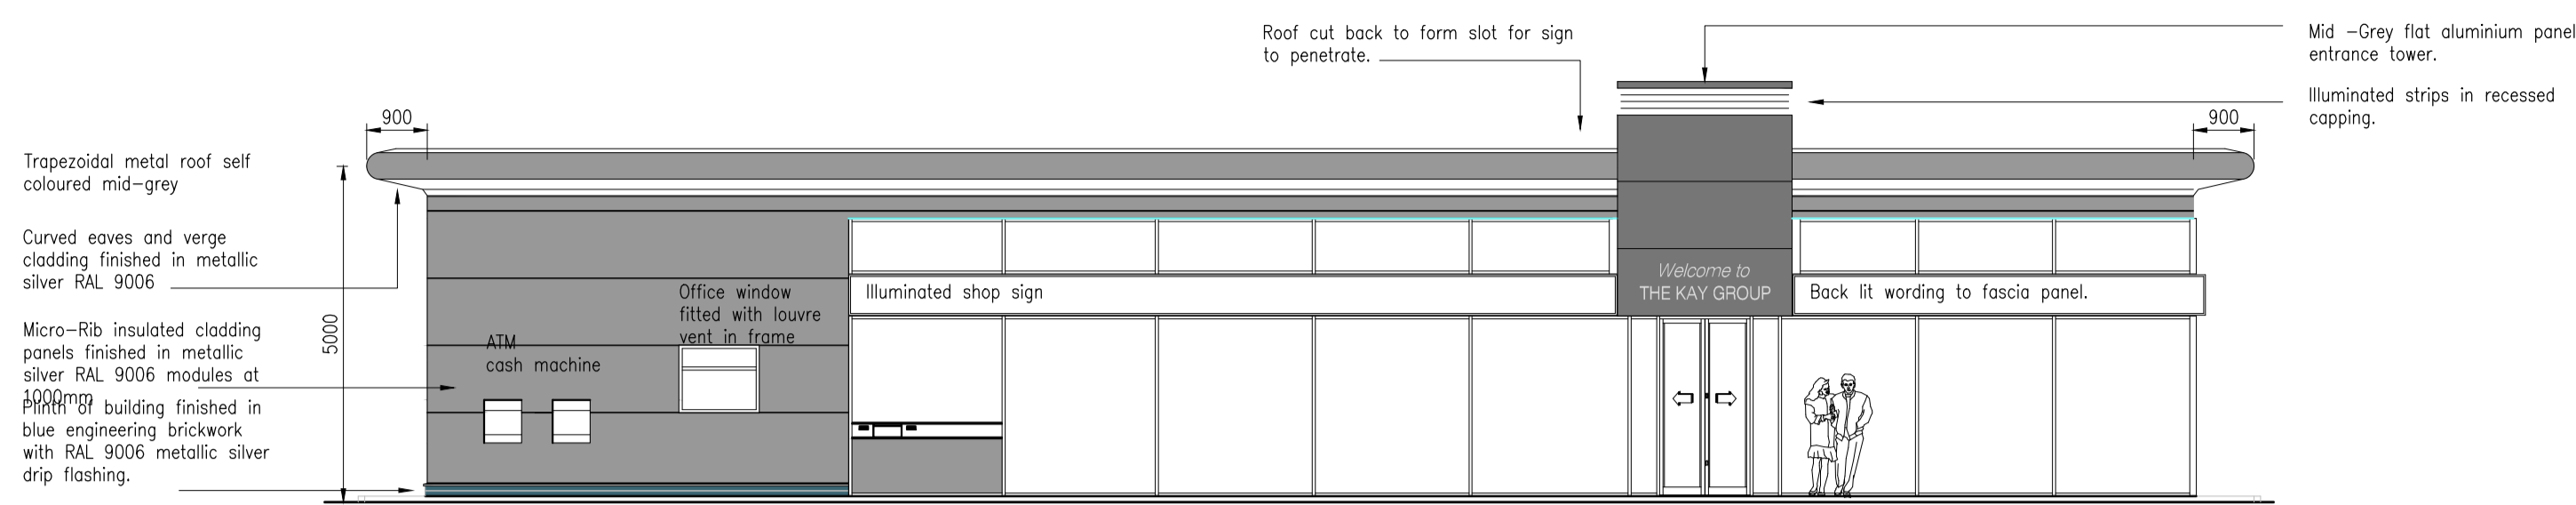 Roof cut back to form slot for sign
to penetrate.
Mid -Grey flat aluminium panel
entrance tower.
Illuminated strips in recessed
capping.
900
900
Trapezoidal metal roof self
coloured mid-grey
Curved eaves and verge
cladding finished in metallic
silver RAL 9006
Micro-Rib insulated cladding
panels finished in metallic
silver RAL 9006 modules at
1000mm
Plinth of building finished in
blue engineering brickwork
with RAL 9006 metallic silver
drip flashing.
5000
ATM
cash machine
Office window
fitted with louvre
vent in frame
Illuminated shop sign
Welcome to
THE KAY GROUP
Back lit wording to fascia panel.